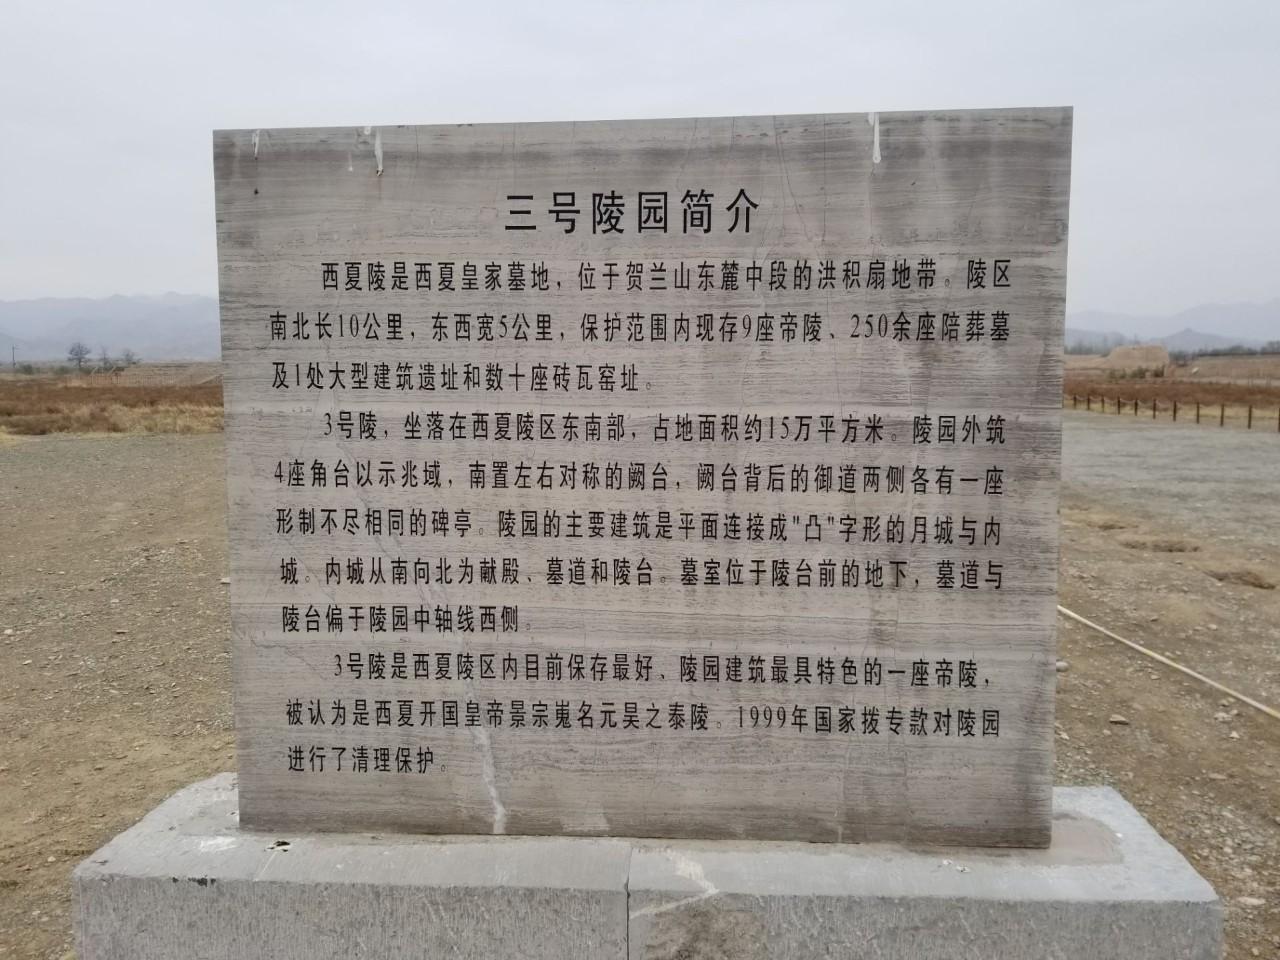 三号陵园简介
西夏陵是西夏皇家墓地，位于贺兰山东麓中段的洪积扇地带。陵区
南北长10公里，东西宽5公里，保护范围内现存9座帝陵、250余座陪葬墓
及1处大型建筑遗址和数十座砖瓦窑址。
3号陵，坐落在西夏陵区东南部，占地面积约15万平方米。陵园外筑
4座角台以示兆域，南置左右对称的阙台，阙台背后的御道两侧各有一座
形制不尽相同的碑亭。陵园的主要建筑是平面连接成"凸"字形的月城与内
城。内城从南向北为献殿、墓道和陵台。墓室位于陵台前的地下，墓道与
陵台偏于陵园中轴线西侧。
3号陵是西夏陵区内目前保存最好、陵园建筑最具特色的一座帝陵，
被认为是西夏开国皇帝景宗嵬名元昊之泰陵。1999年国家拨专款对陵园
进行了清理保护。